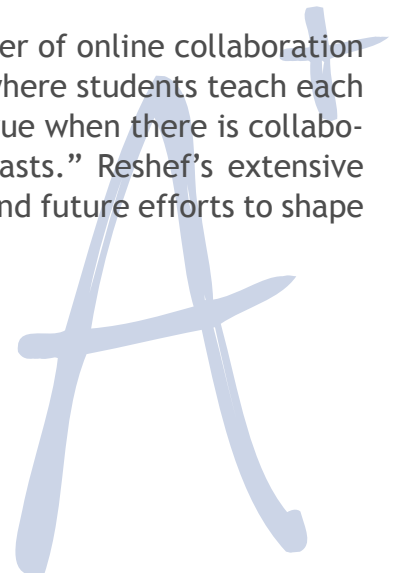 er of online collaboration
where students teach each
ue when there is collabo-
asts.” Reshef’s extensive
nd future efforts to shape
A+